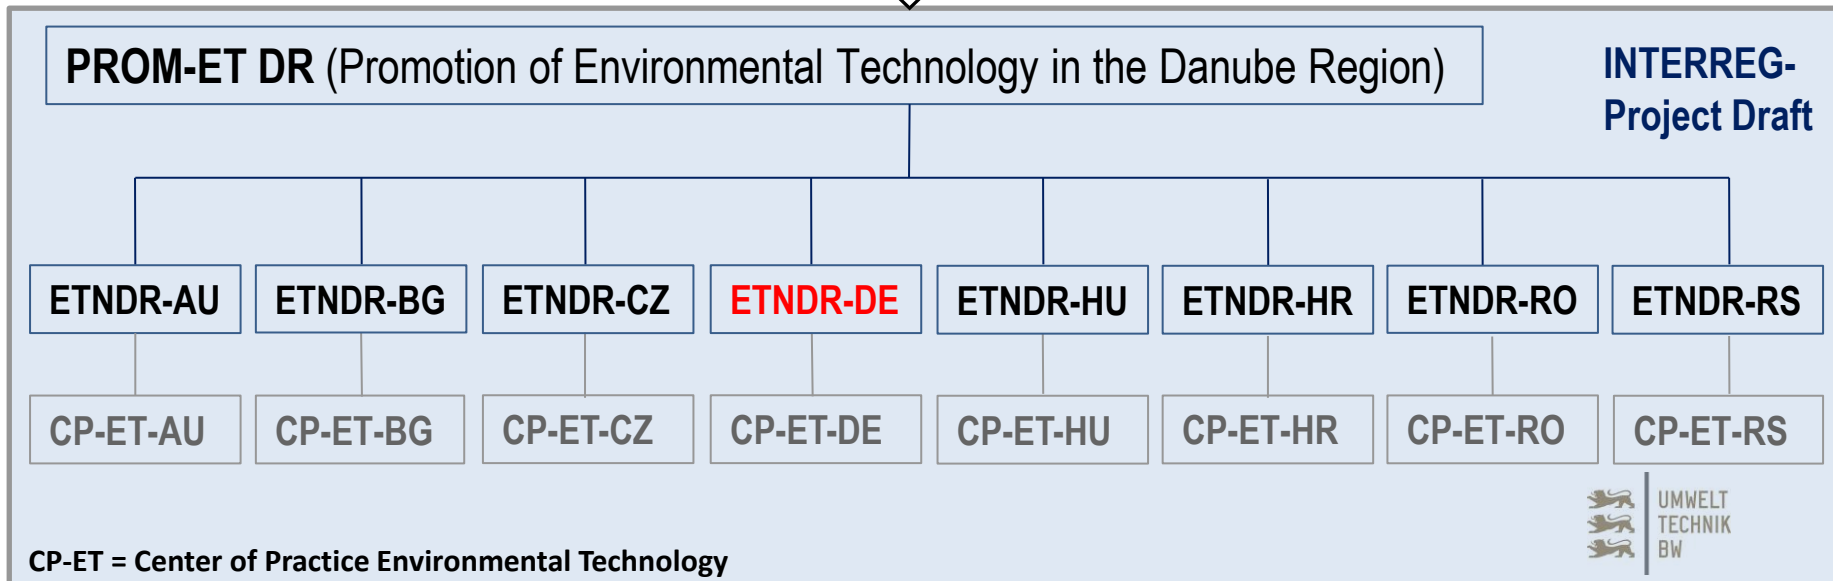 PROM-ET DR (Promotion of Environmental Technology in the Danube Region)
INTERREG-
Project Draft
ETNDR-AU ETNDR-BG ETNDR-CZ ETNDR-DE ETNDR-HU ETNDR-HR ETNDR-RO ETNDR-RS
CP-ET-AU CP-ET-BG CP-ET-CZ CP-ET-DE CP-ET-HU CP-ET-HR CP-ET-RO CP-ET-RS
UMWELT
TECHNIK
BW
CP-ET = Center of Practice Environmental Technology